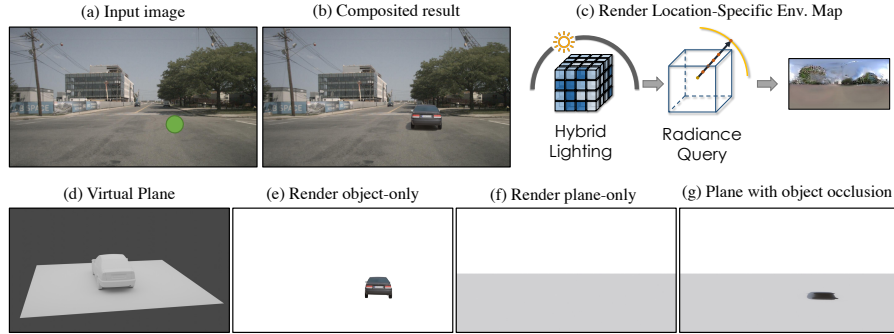 (a) Input image
(b) Composited result
(c) Render Location-Specific Env. Map
Hybrid
Lighting
Radiance
Query
(d) Virtual Plane
(e) Render object-only
(f) Render plane-only
(g) Plane with object occlusion